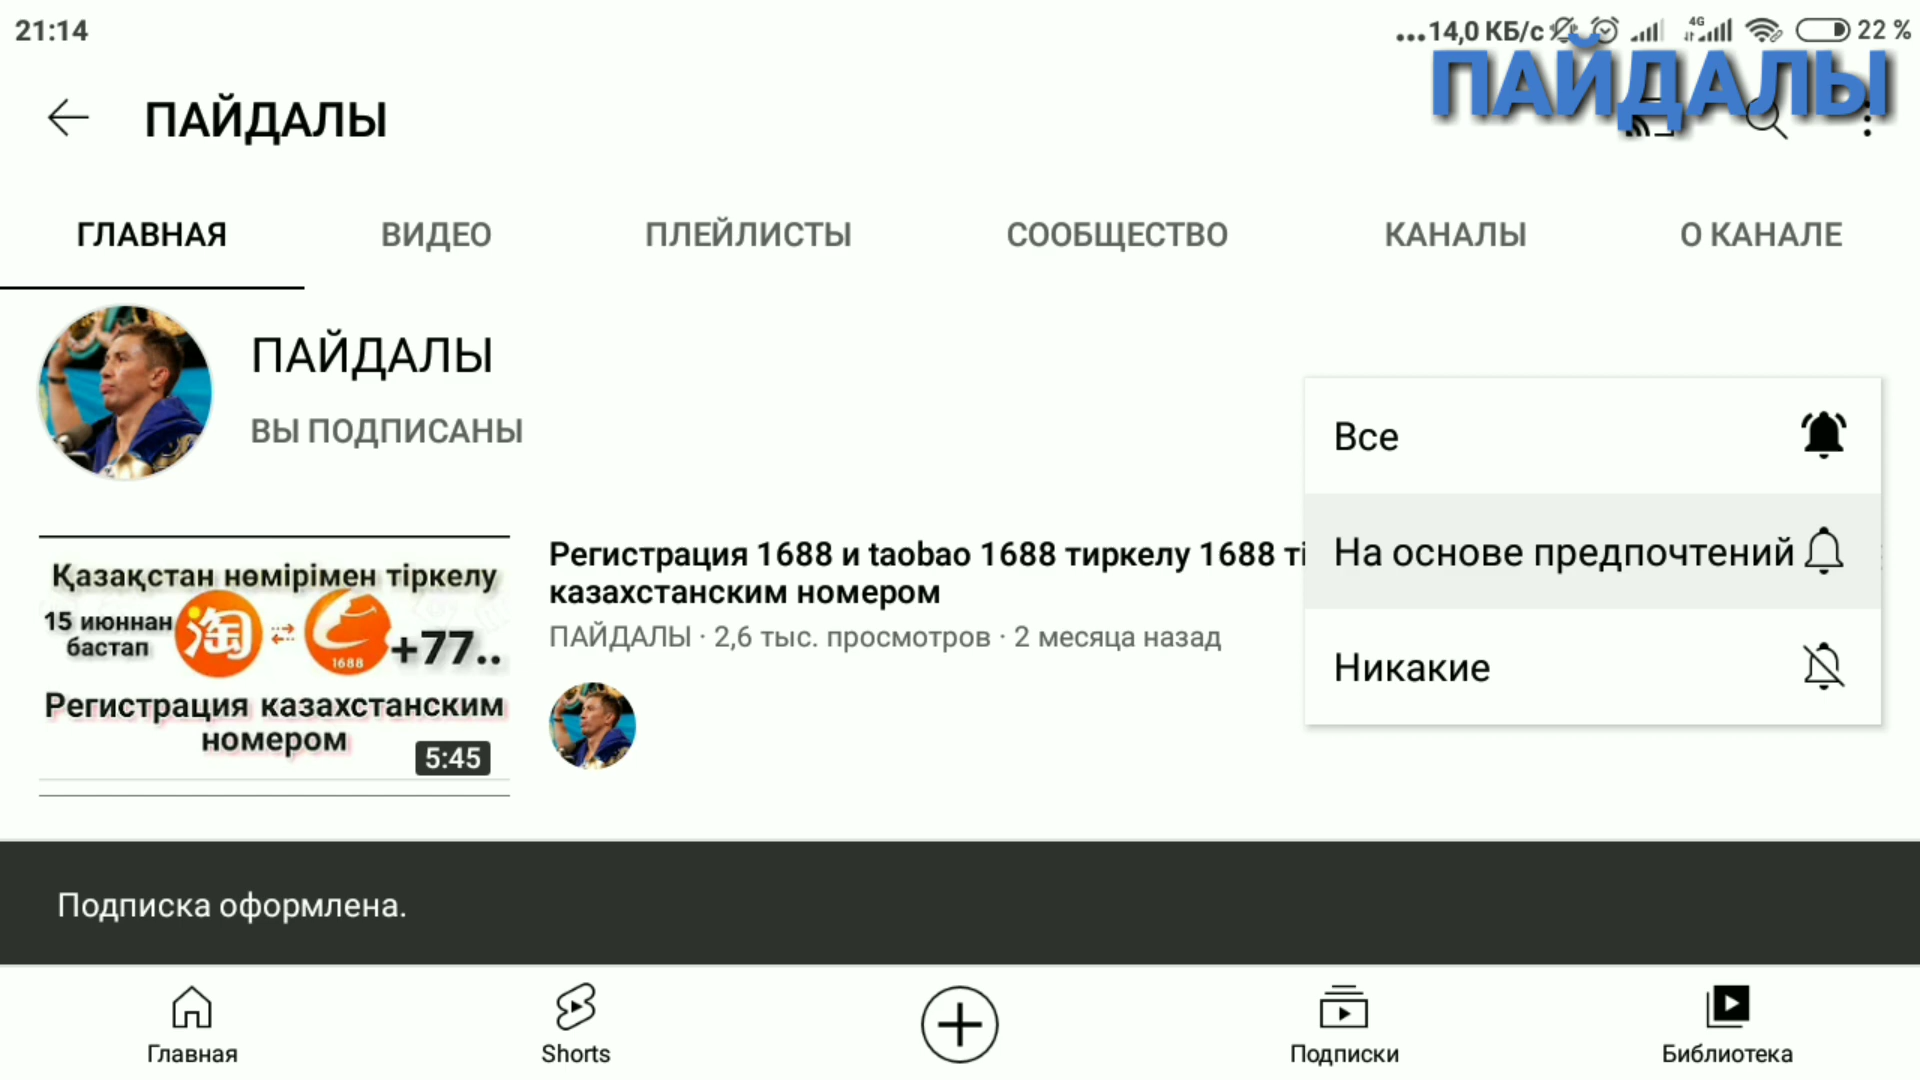 21:14
...14,0 КБ/с
4G
22 %
ПАЙДАЛЫ
ПАЙДАЛЫ
ГЛАВНАЯ
ВИДЕО
ПЛЕЙЛИСТЫ
СООБЩЕСТВО
КАНАЛЫ
О КАНАЛЕ
ПАЙДАЛЫ
ВЫ ПОДПИСАНЫ
Все
На основе предпочтений
Никакие
Қазақстан нөмірімен тіркелу
15 июннан
бастап
淘
1688
+77..
Регистрация казахстанским
номером
5:45
Регистрация 1688 и taobao 1688 тиркелу 1688 ті
казахстанским номером
ПАЙДАЛЫ · 2,6 тыс. просмотров · 2 месяца назад
Подписка оформлена.
Главная
Shorts
Подписки
Библиотека